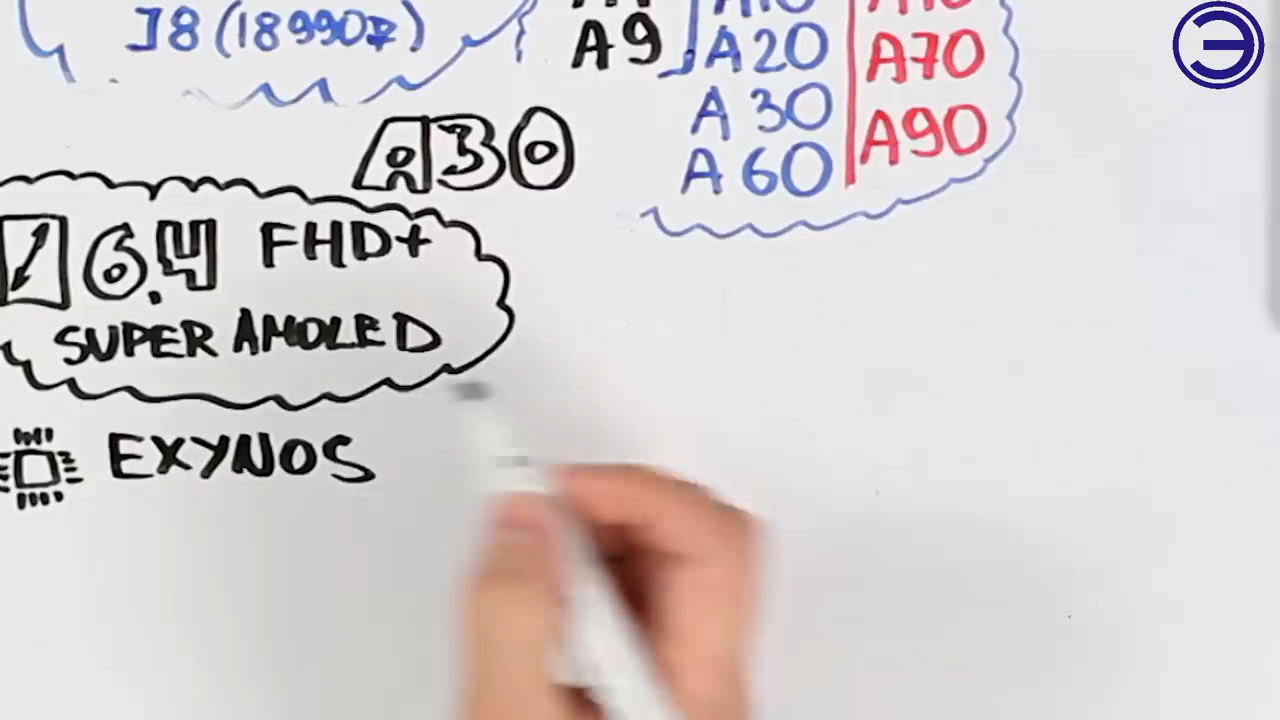 J8 (18990₽)
A9
A20
A30
A60
A70
A90
A30
6.4 FHD+
SUPER AMOLED
EXYNOS
Э